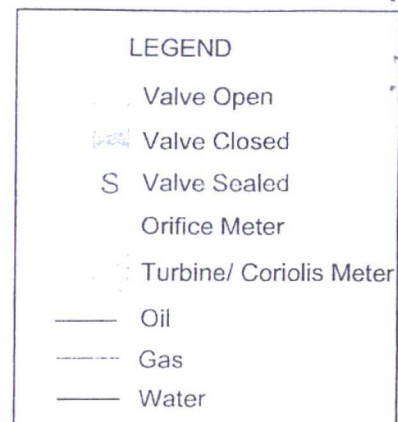 LEGEND
Valve Open
Valve Closed
S Valve Sealed
Orifice Meter
Turbine/ Coriolis Meter
Oil
Gas
Water